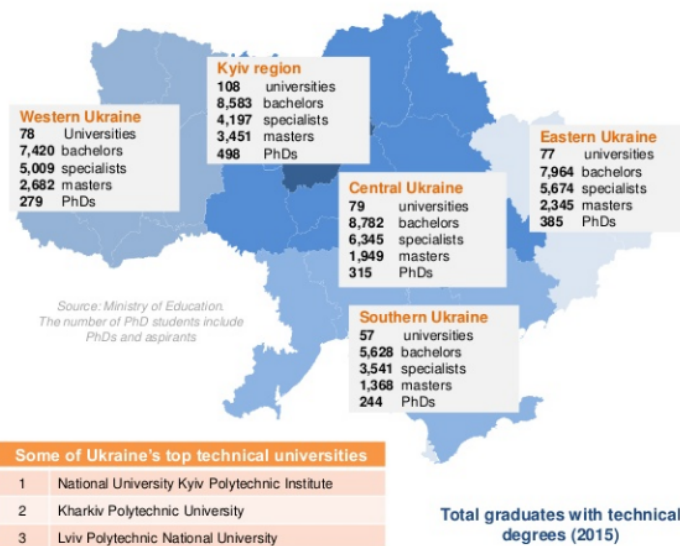 Kyiv region
108 universities
8,583 bachelors
4,197 specialists
3,451 masters
498 PhDs
Western Ukraine
78 Universities
7,420 bachelors
5,009 specialists
2,682 masters
279 PhDs
Eastern Ukraine
77 universities
7,964 bachelors
5,674 specialists
2,345 masters
385 PhDs
Central Ukraine
79 universities
8,782 bachelors
6,345 specialists
1,949 masters
315 PhDs
Source: Ministry of Education.
The number of PhD students include
PhDs and aspirants
Southern Ukraine
57 universities
5,628 bachelors
3,541 specialists
1,368 masters
244 PhDs
Some of Ukraine's top technical universities
1 National University Kyiv Polytechnic Institute
2 Kharkiv Polytechnic University
3 Lviv Polytechnic National University
Total graduates with technical
degrees (2015)